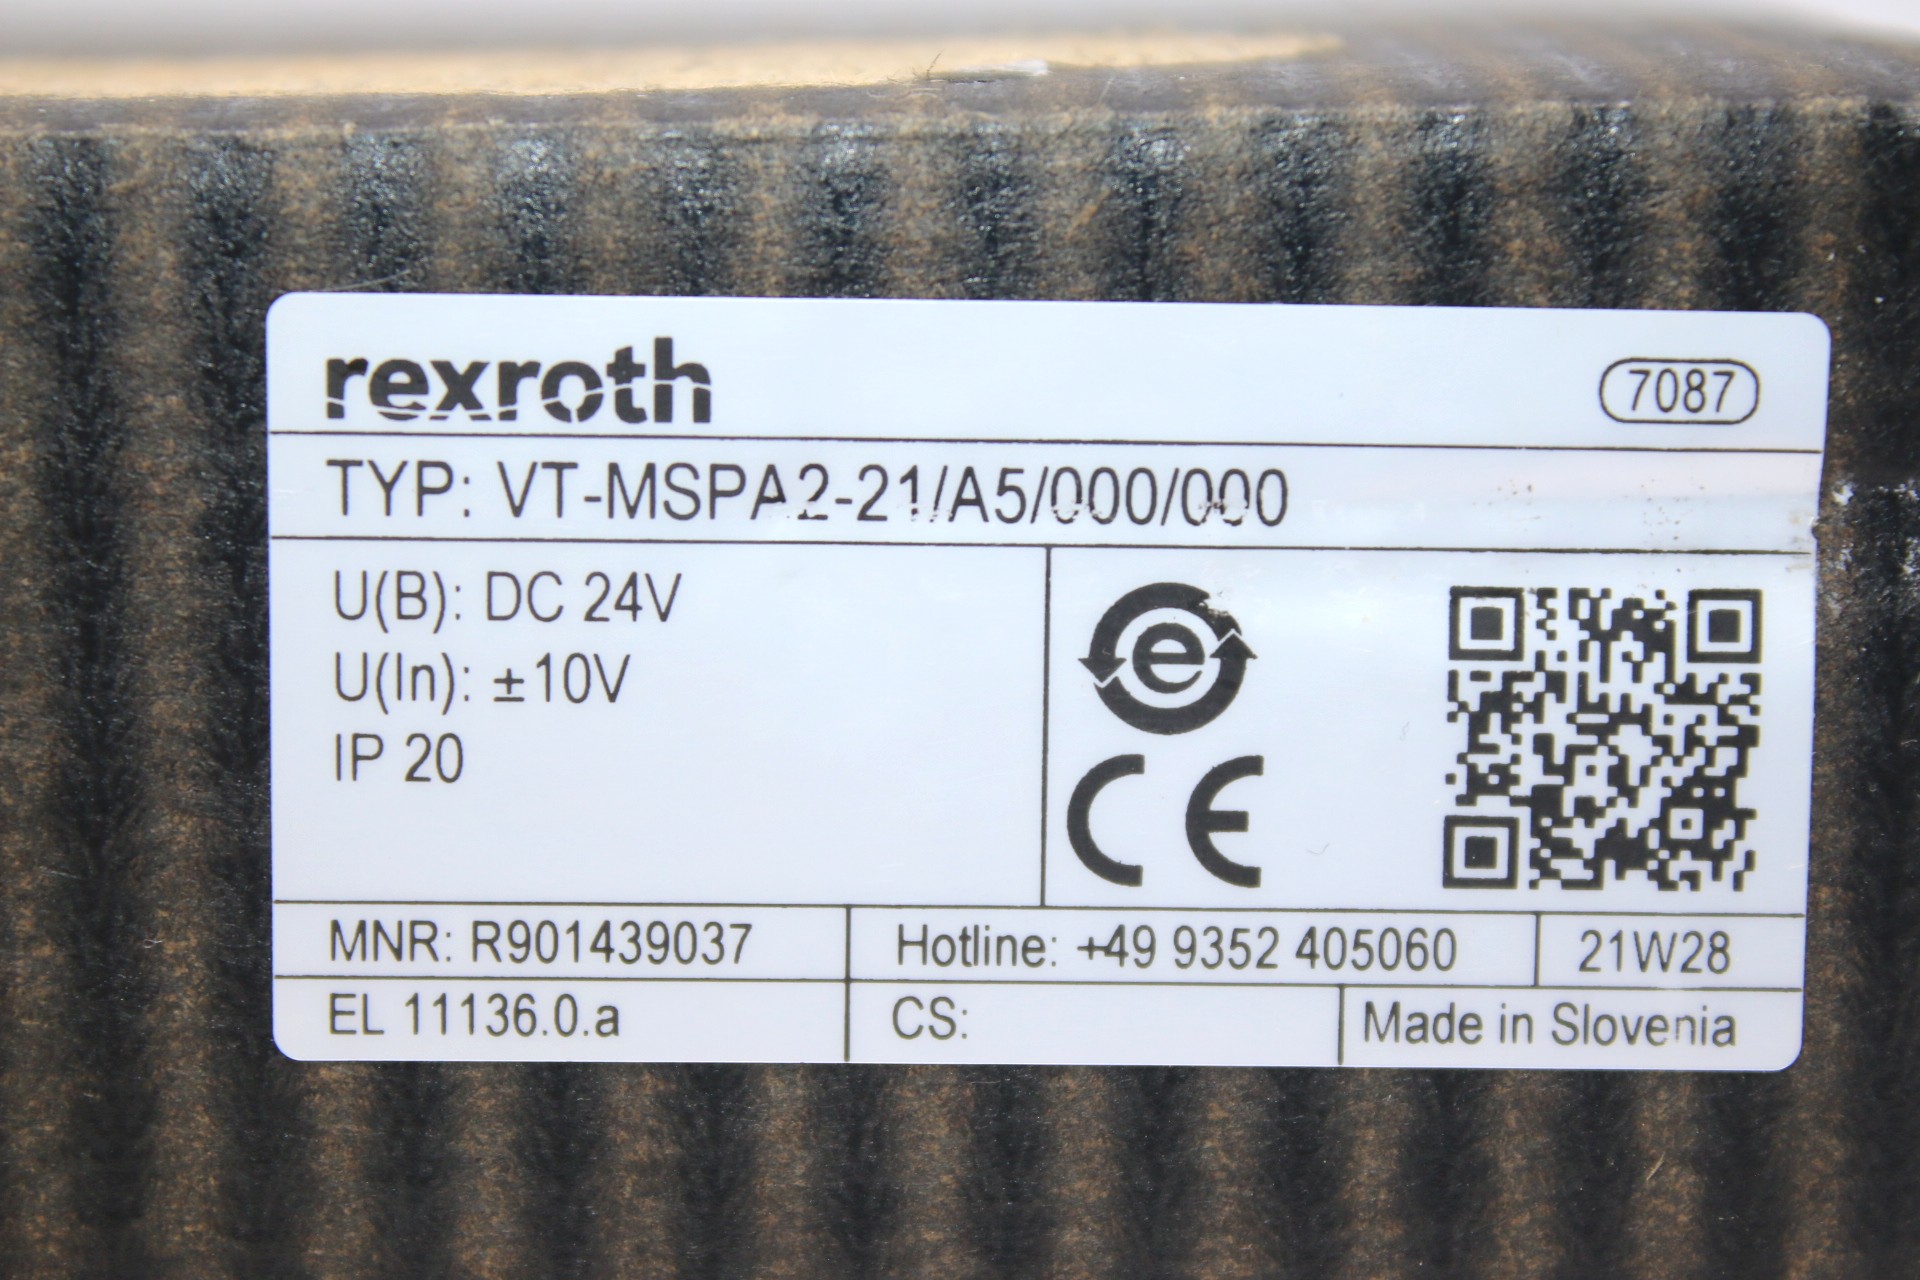 rexroth
7087
TYP: VT-MSPA2-21/A5/000/000
U(B): DC 24V
U(In): ±10V
IP 20
e
CE
MNR: R901439037
Hotline: +49 9352 405060
21W28
EL 11136.0.a
CS:
Made in Slovenia